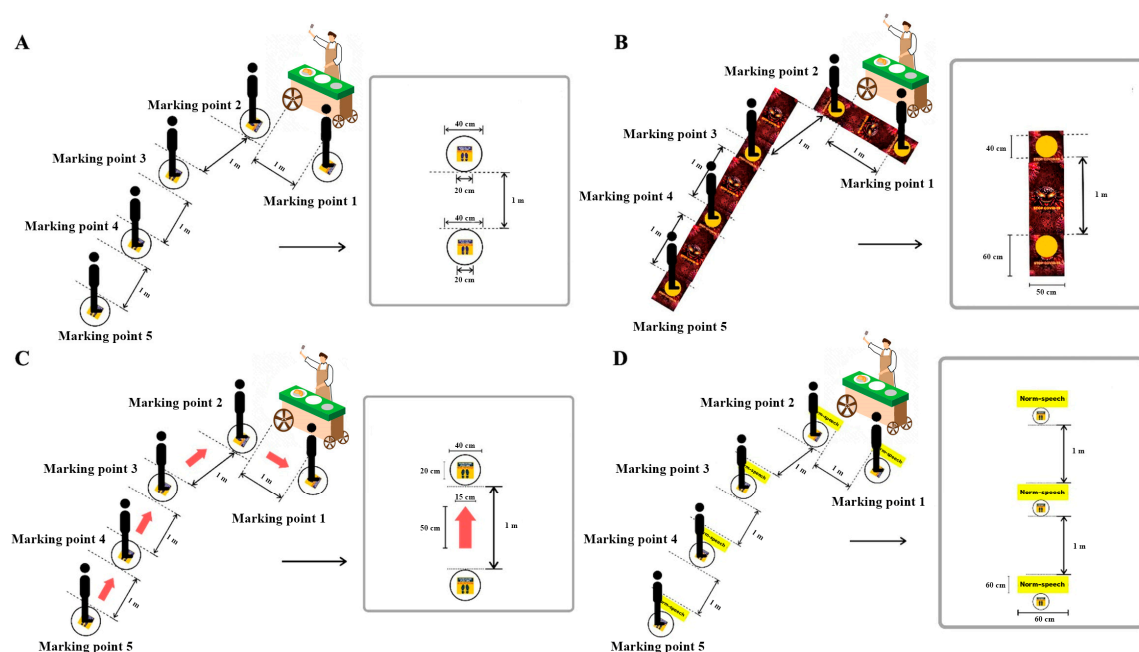 A
Marking point 2
Marking point 3
Marking point 4
Marking point 5
Marking point 1
1 m
1 m
1 m
1 m
40 cm
20 cm
1 m
40 cm
20 cm
B
Marking point 2
Marking point 3
Marking point 4
Marking point 5
Marking point 1
1 m
1 m
1 m
1 m
40 cm
1 m
60 cm
50 cm
STOP COVID-19
C
Marking point 2
Marking point 3
Marking point 4
Marking point 5
Marking point 1
1 m
1 m
1 m
1 m
40 cm
20 cm
15 cm
50 cm
1 m
D
Marking point 2
Marking point 3
Marking point 4
Marking point 5
Marking point 1
1 m
1 m
1 m
1 m
Norm-speech
1 m
Norm-speech
1 m
60 cm
Norm-speech
60 cm